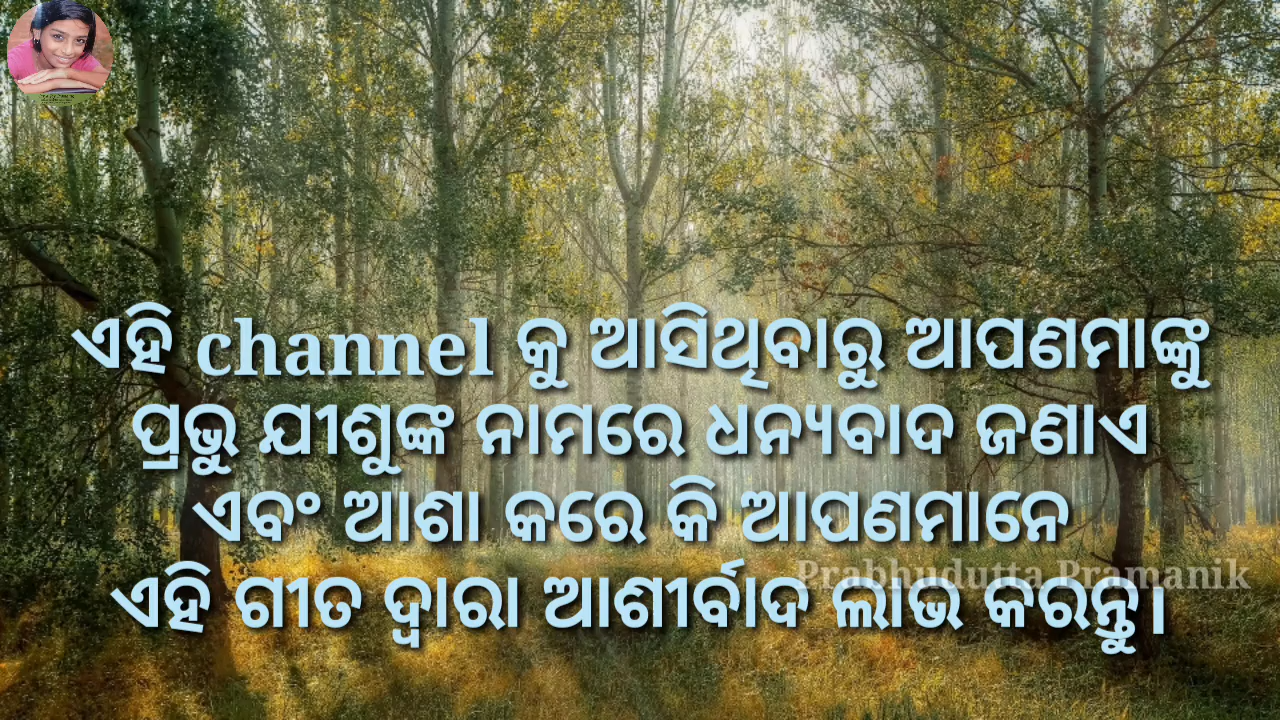 ଏହି channel କୁ ଆସିଥିବାରୁ ଆପଣମାଙ୍କୁ
ପ୍ରଭୁ ଯୀଶୁଙ୍କ ନାମରେ ଧନ୍ୟବାଦ ଜଣାଏ
ଏବଂ ଆଶା କରେ କି ଆପଣମାନେ
ଏହି ଗୀତ ଦ୍ୱାରା ଆଶୀର୍ବାଦ ଲାଭ କରନ୍ତୁ।
Prabhudutta Pramanik